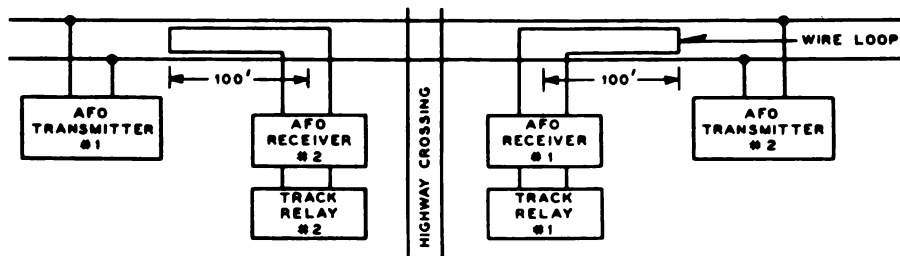 WIRE LOOP
100'
100'
AFO
TRANSMITTER
#1
AFO
RECEIVER
#2
TRACK
RELAY
#2
HIGHWAY CROSSING
AFO
RECEIVER
#1
TRACK
RELAY
#1
AFO
TRANSMITTER
#2